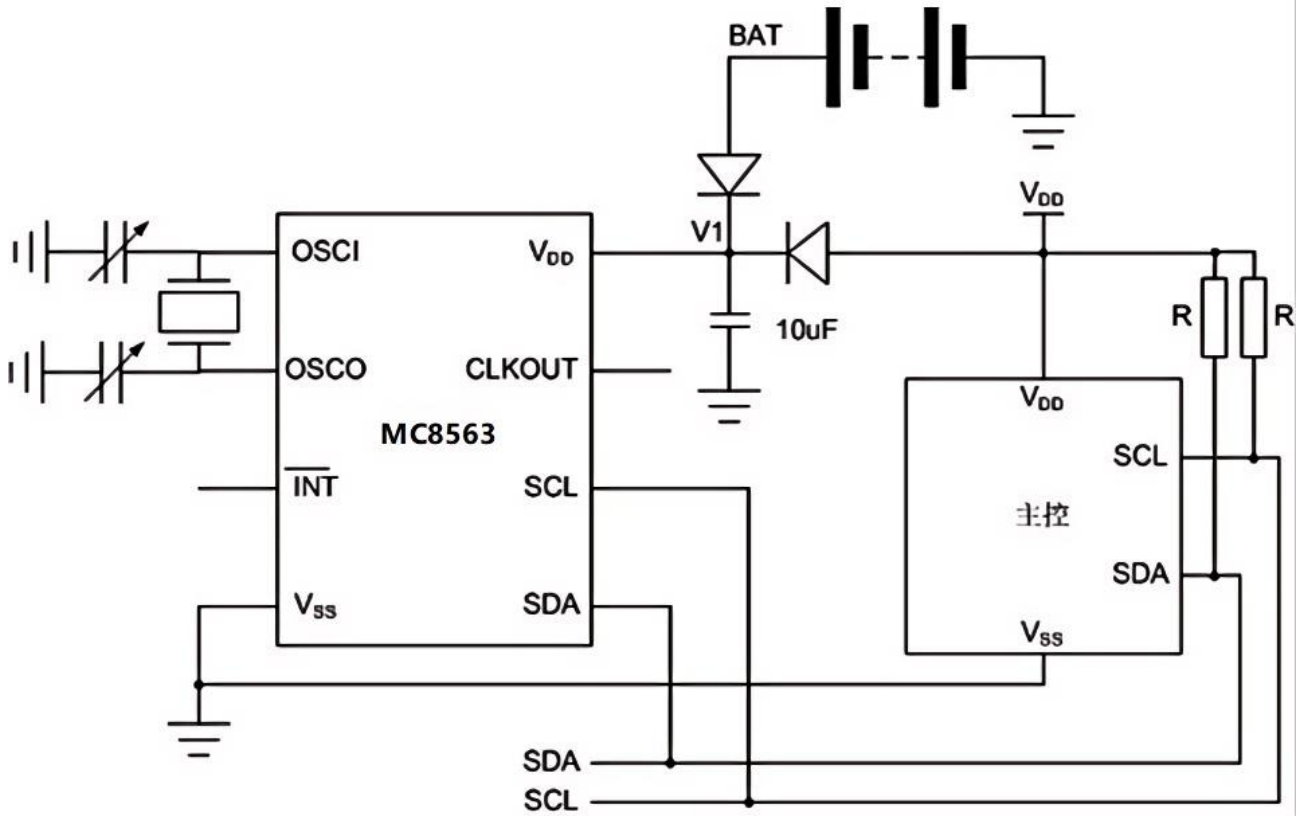 BAT
VDD
V1
OSCI
VDD
10uF
R
R
OSCO
CLKOUT
VDD
MC8563
SCL
INT
SCL
主控
SDA
VSS
SDA
VSS
SDA
SCL